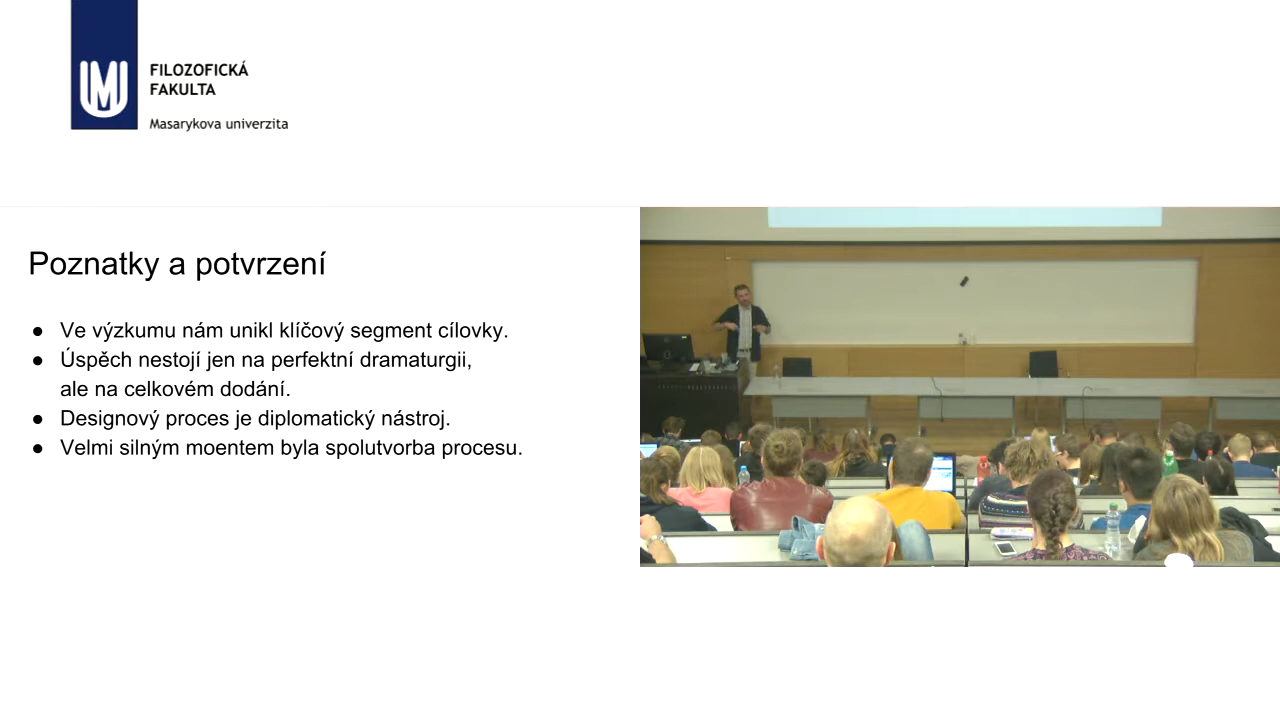 FILOZOFICKÁ
FAKULTA
Masarykova univerzita
Poznatky a potvrzení
● Ve výzkumu nám unikl klíčový segment cílovky.
● Úspěch nestojí jen na perfektní dramaturgii,
ale na celkovém dodání.
● Designový proces je diplomatický nástroj.
● Velmi silným moentem byla spolutvorba procesu.